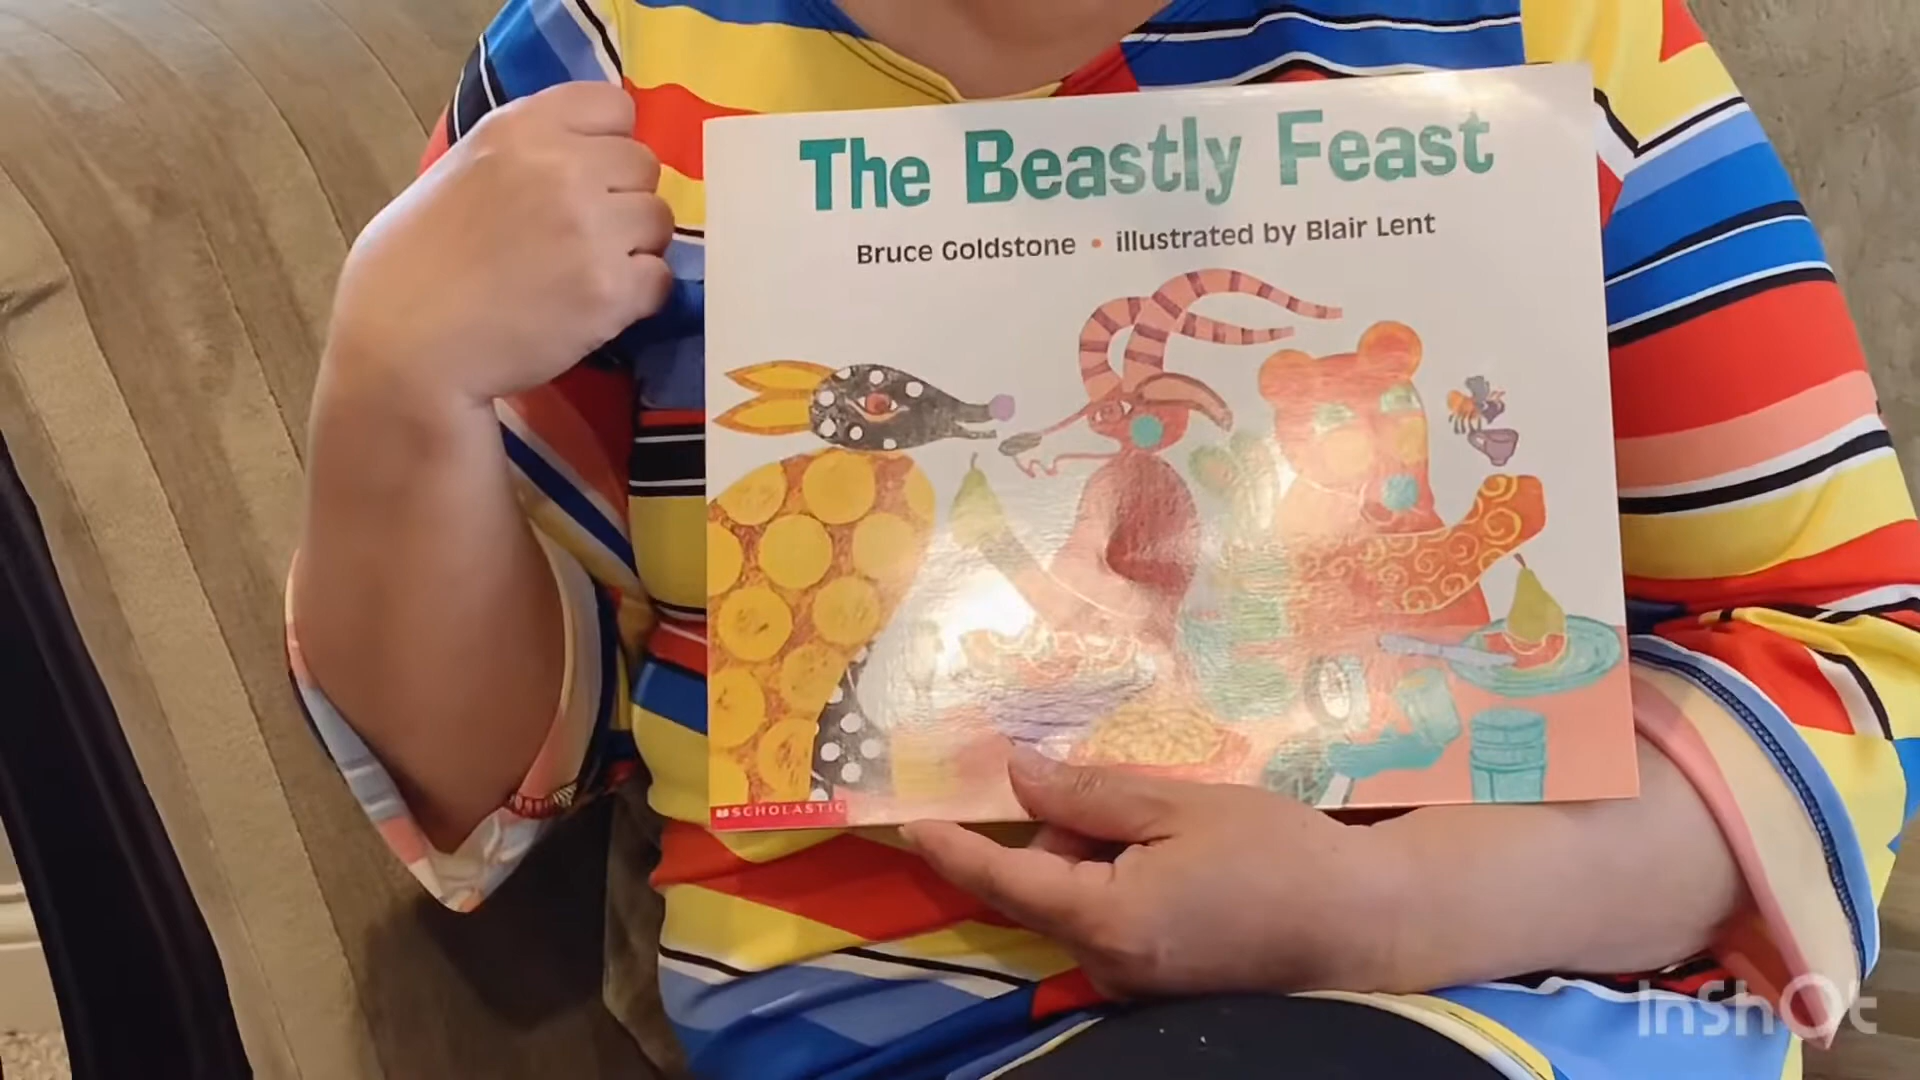 The Beastly Feast
Bruce Goldstone • illustrated by Blair Lent
SCHOLASTIC
InShOt